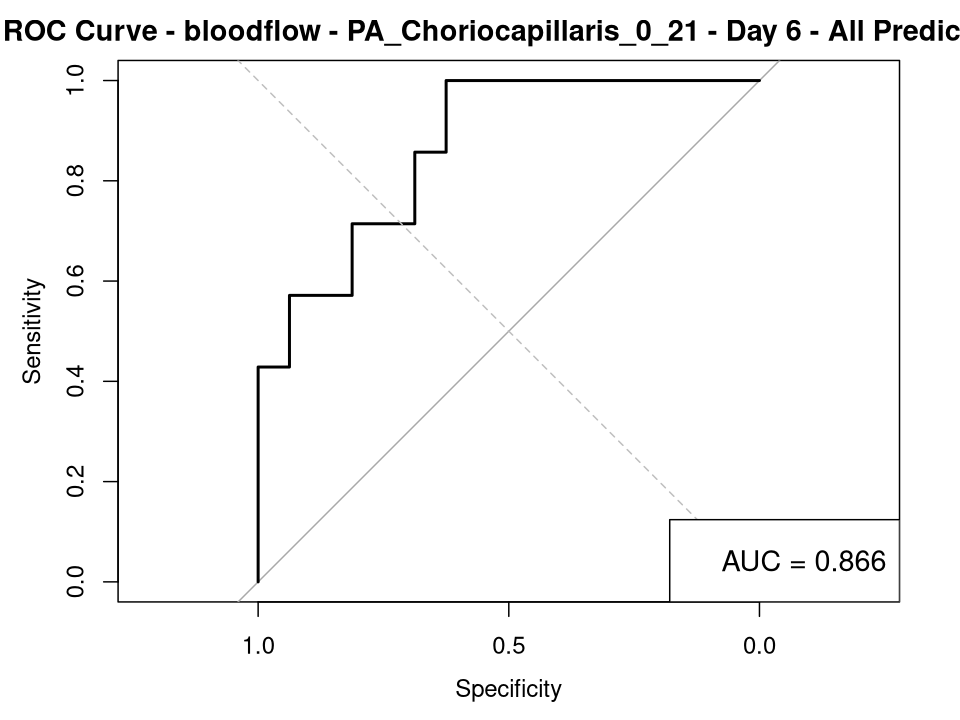 ROC Curve - bloodflow - PA_Choriocapillaris_0_21 - Day 6 - All Predic
1.0
0.8
0.6
0.4
0.2
0.0
Sensitivity
AUC = 0.866
1.0 0.5 0.0
Specificity